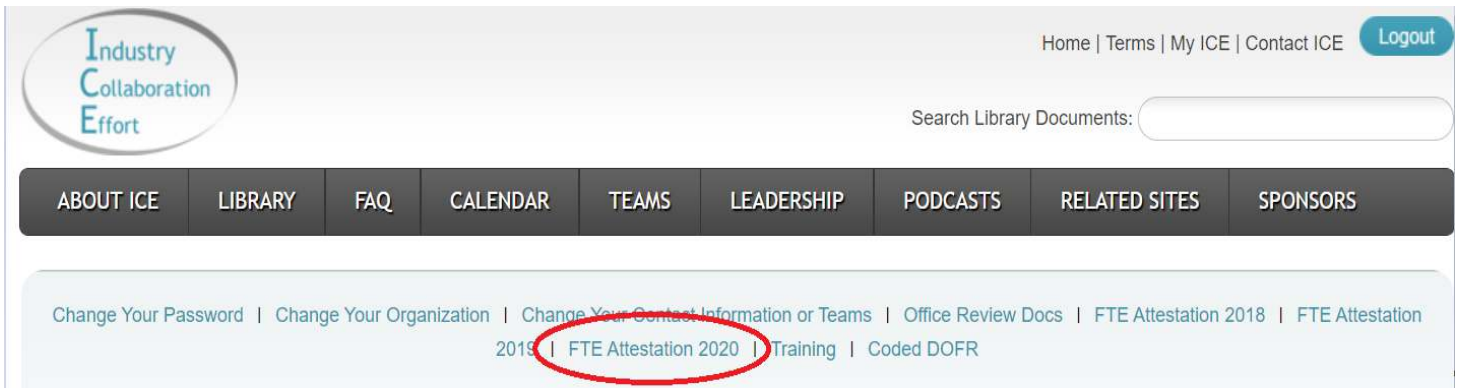 Industry
Collaboration
Effort
Home | Terms | My ICE | Contact ICE Logout
Search Library Documents:
ABOUT ICE LIBRARY FAQ CALENDAR TEAMS LEADERSHIP PODCASTS RELATED SITES SPONSORS
Change Your Password | Change Your Organization | Change Your Contact Information or Teams | Office Review Docs | FTE Attestation 2018 | FTE Attestation
2019 | FTE Attestation 2020 | Training | Coded DOFR